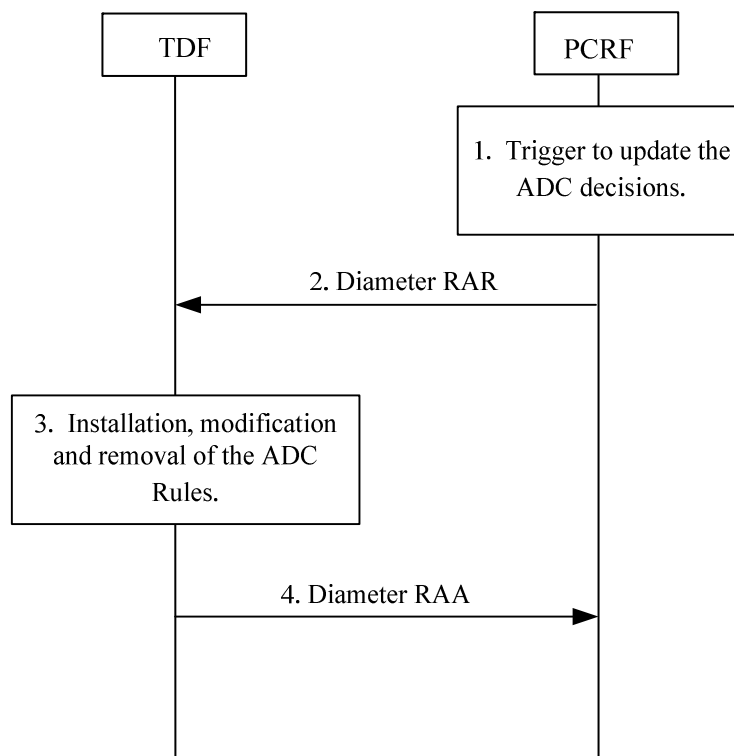 TDF
PCRF
1. Trigger to update the
ADC decisions.
2. Diameter RAR
3. Installation, modification
and removal of the ADC
Rules.
4. Diameter RAA